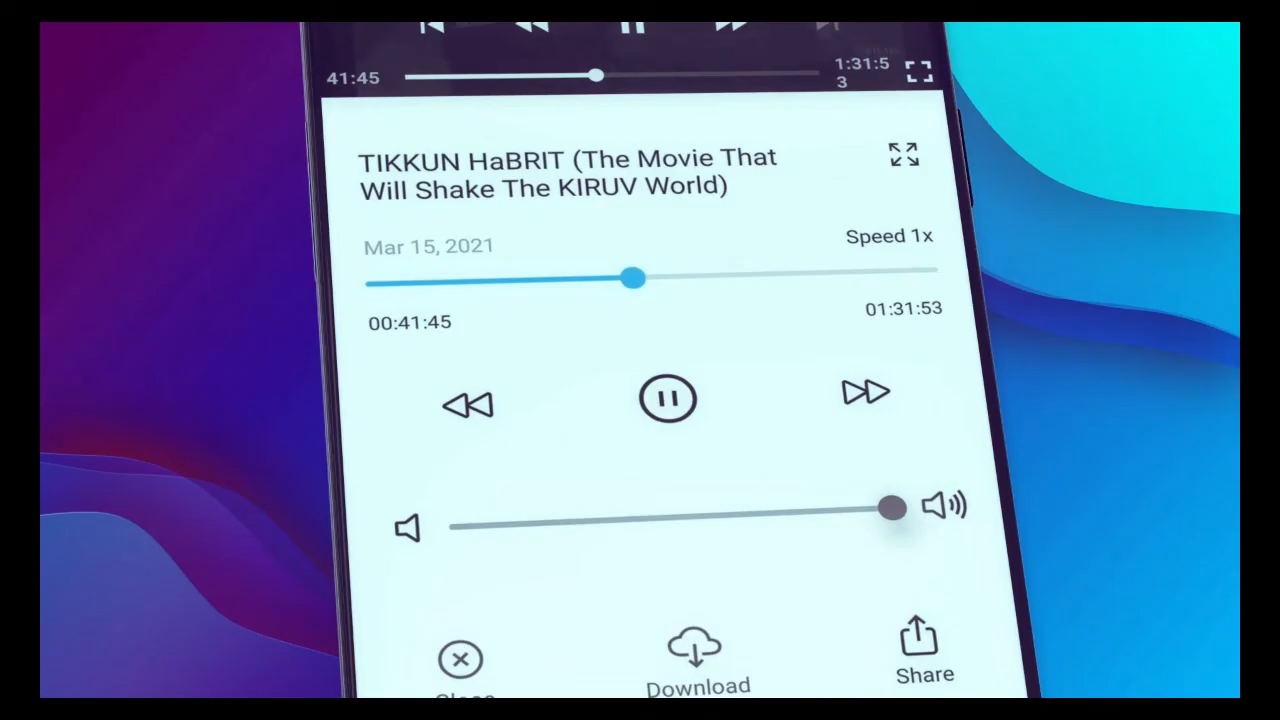 41:45
1:31:5
3
TIKKUN HaBRIT (The Movie That
Will Shake The KIRUV World)
Mar 15, 2021
Speed 1x
00:41:45
01:31:53
Close
Download
Share